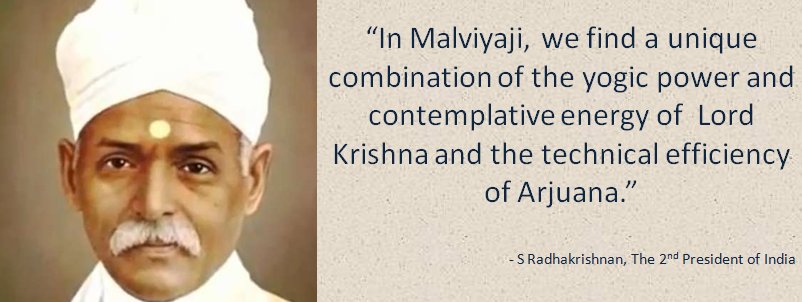 “In Malviyaji, we find a unique
combination of the yogic power and
contemplative energy of Lord
Krishna and the technical efficiency
of Arjuana.”
- S Radhakrishnan, The 2nd President of India